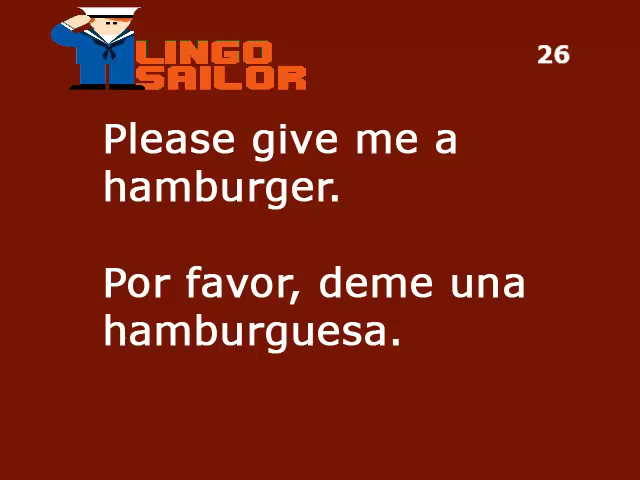 LINGO
SAILOR
26
Please give me a
hamburger.
Por favor, deme una
hamburguesa.